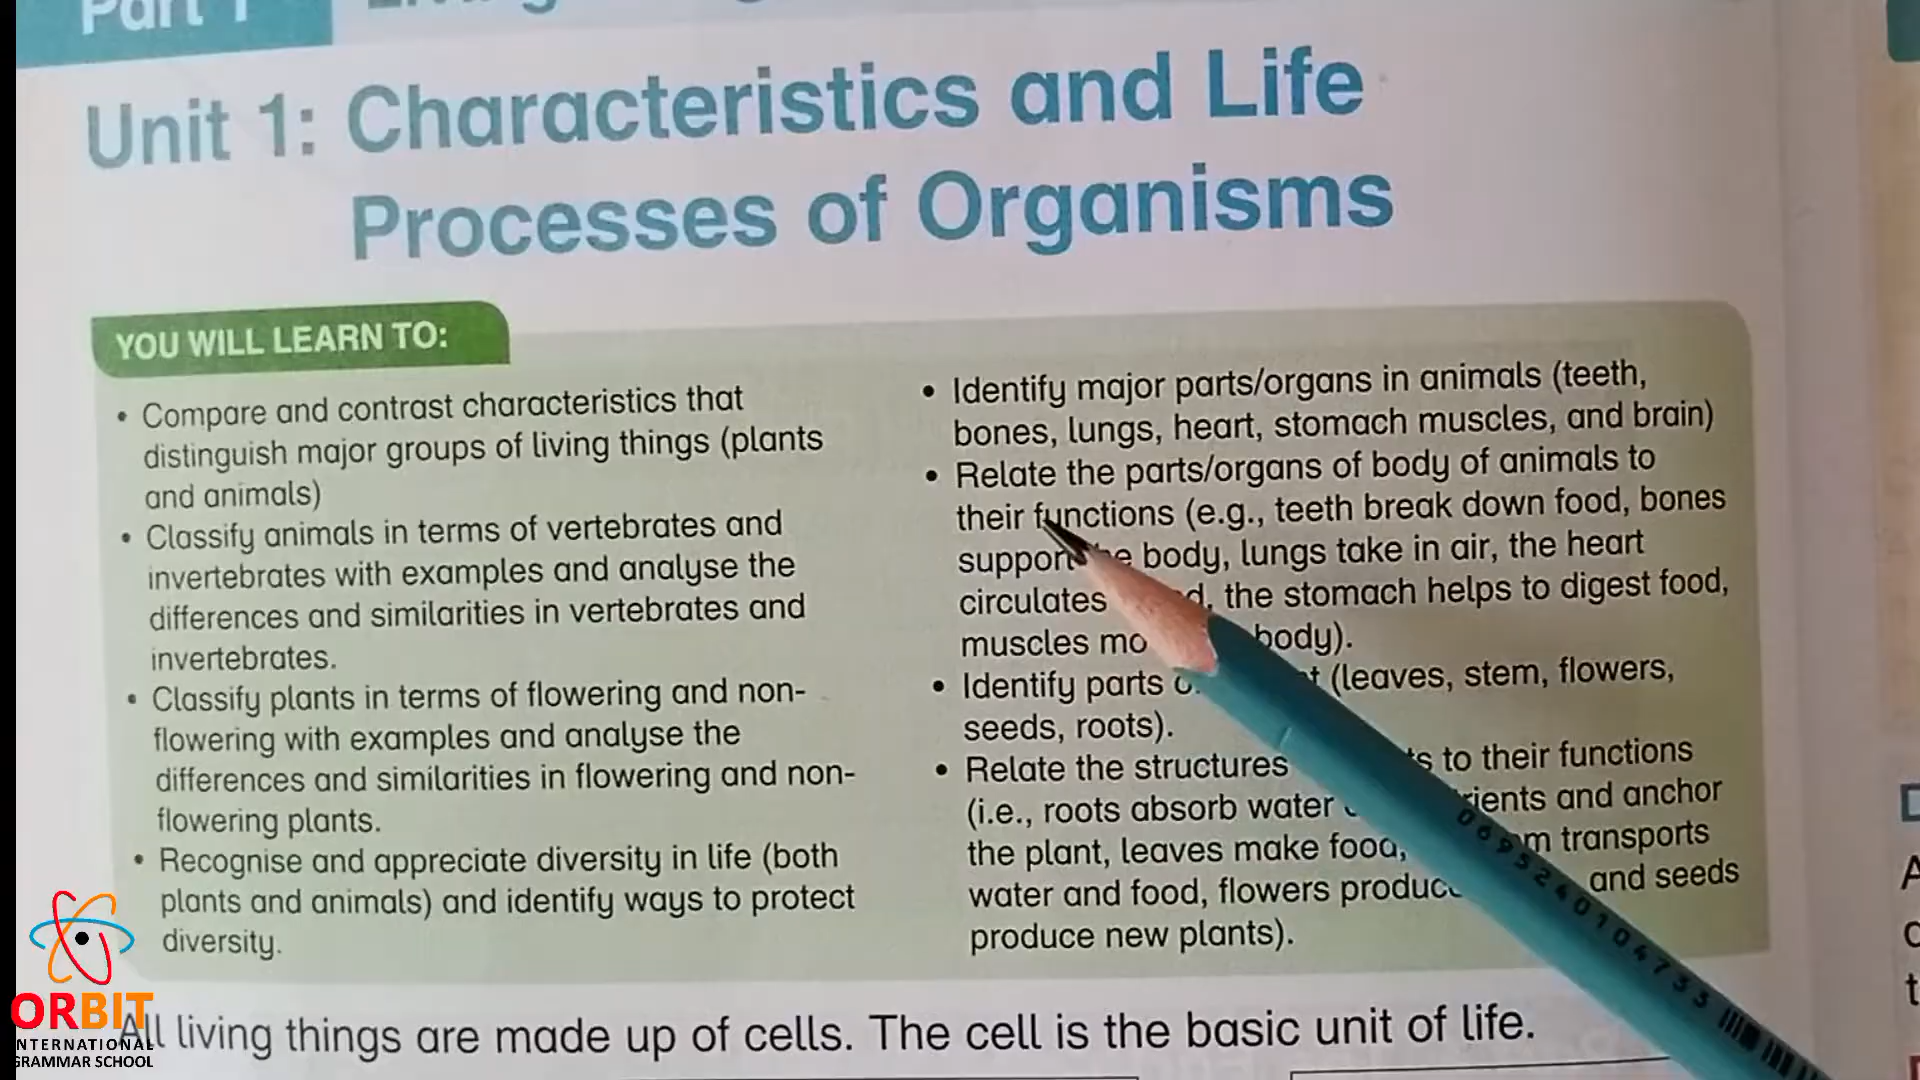 Part 1
Unit 1: Characteristics and Life
Processes of Organisms
YOU WILL LEARN TO:
• Compare and contrast characteristics that
distinguish major groups of living things (plants
and animals)
• Classify animals in terms of vertebrates and
invertebrates with examples and analyse the
differences and similarities in vertebrates and
invertebrates.
• Classify plants in terms of flowering and non-
flowering with examples and analyse the
differences and similarities in flowering and non-
flowering plants.
• Recognise and appreciate diversity in life (both
plants and animals) and identify ways to protect
diversity.
• Identify major parts/organs in animals (teeth,
bones, lungs, heart, stomach muscles, and brain)
• Relate the parts/organs of body of animals to
their functions (e.g., teeth break down food, bones
support body, lungs take in air, the heart
circulates the stomach helps to digest food,
muscles body).
• Identify parts (leaves, stem, flowers,
seeds, roots).
• Relate the structures to their functions
(i.e., roots absorb water and anchor
the plant, leaves make food, transports
water and food, flowers and seeds
produce new plants).
All living things are made up of cells. The cell is the basic unit of life.
ORBIT
INTERNATIONAL
GRAMMAR SCHOOL